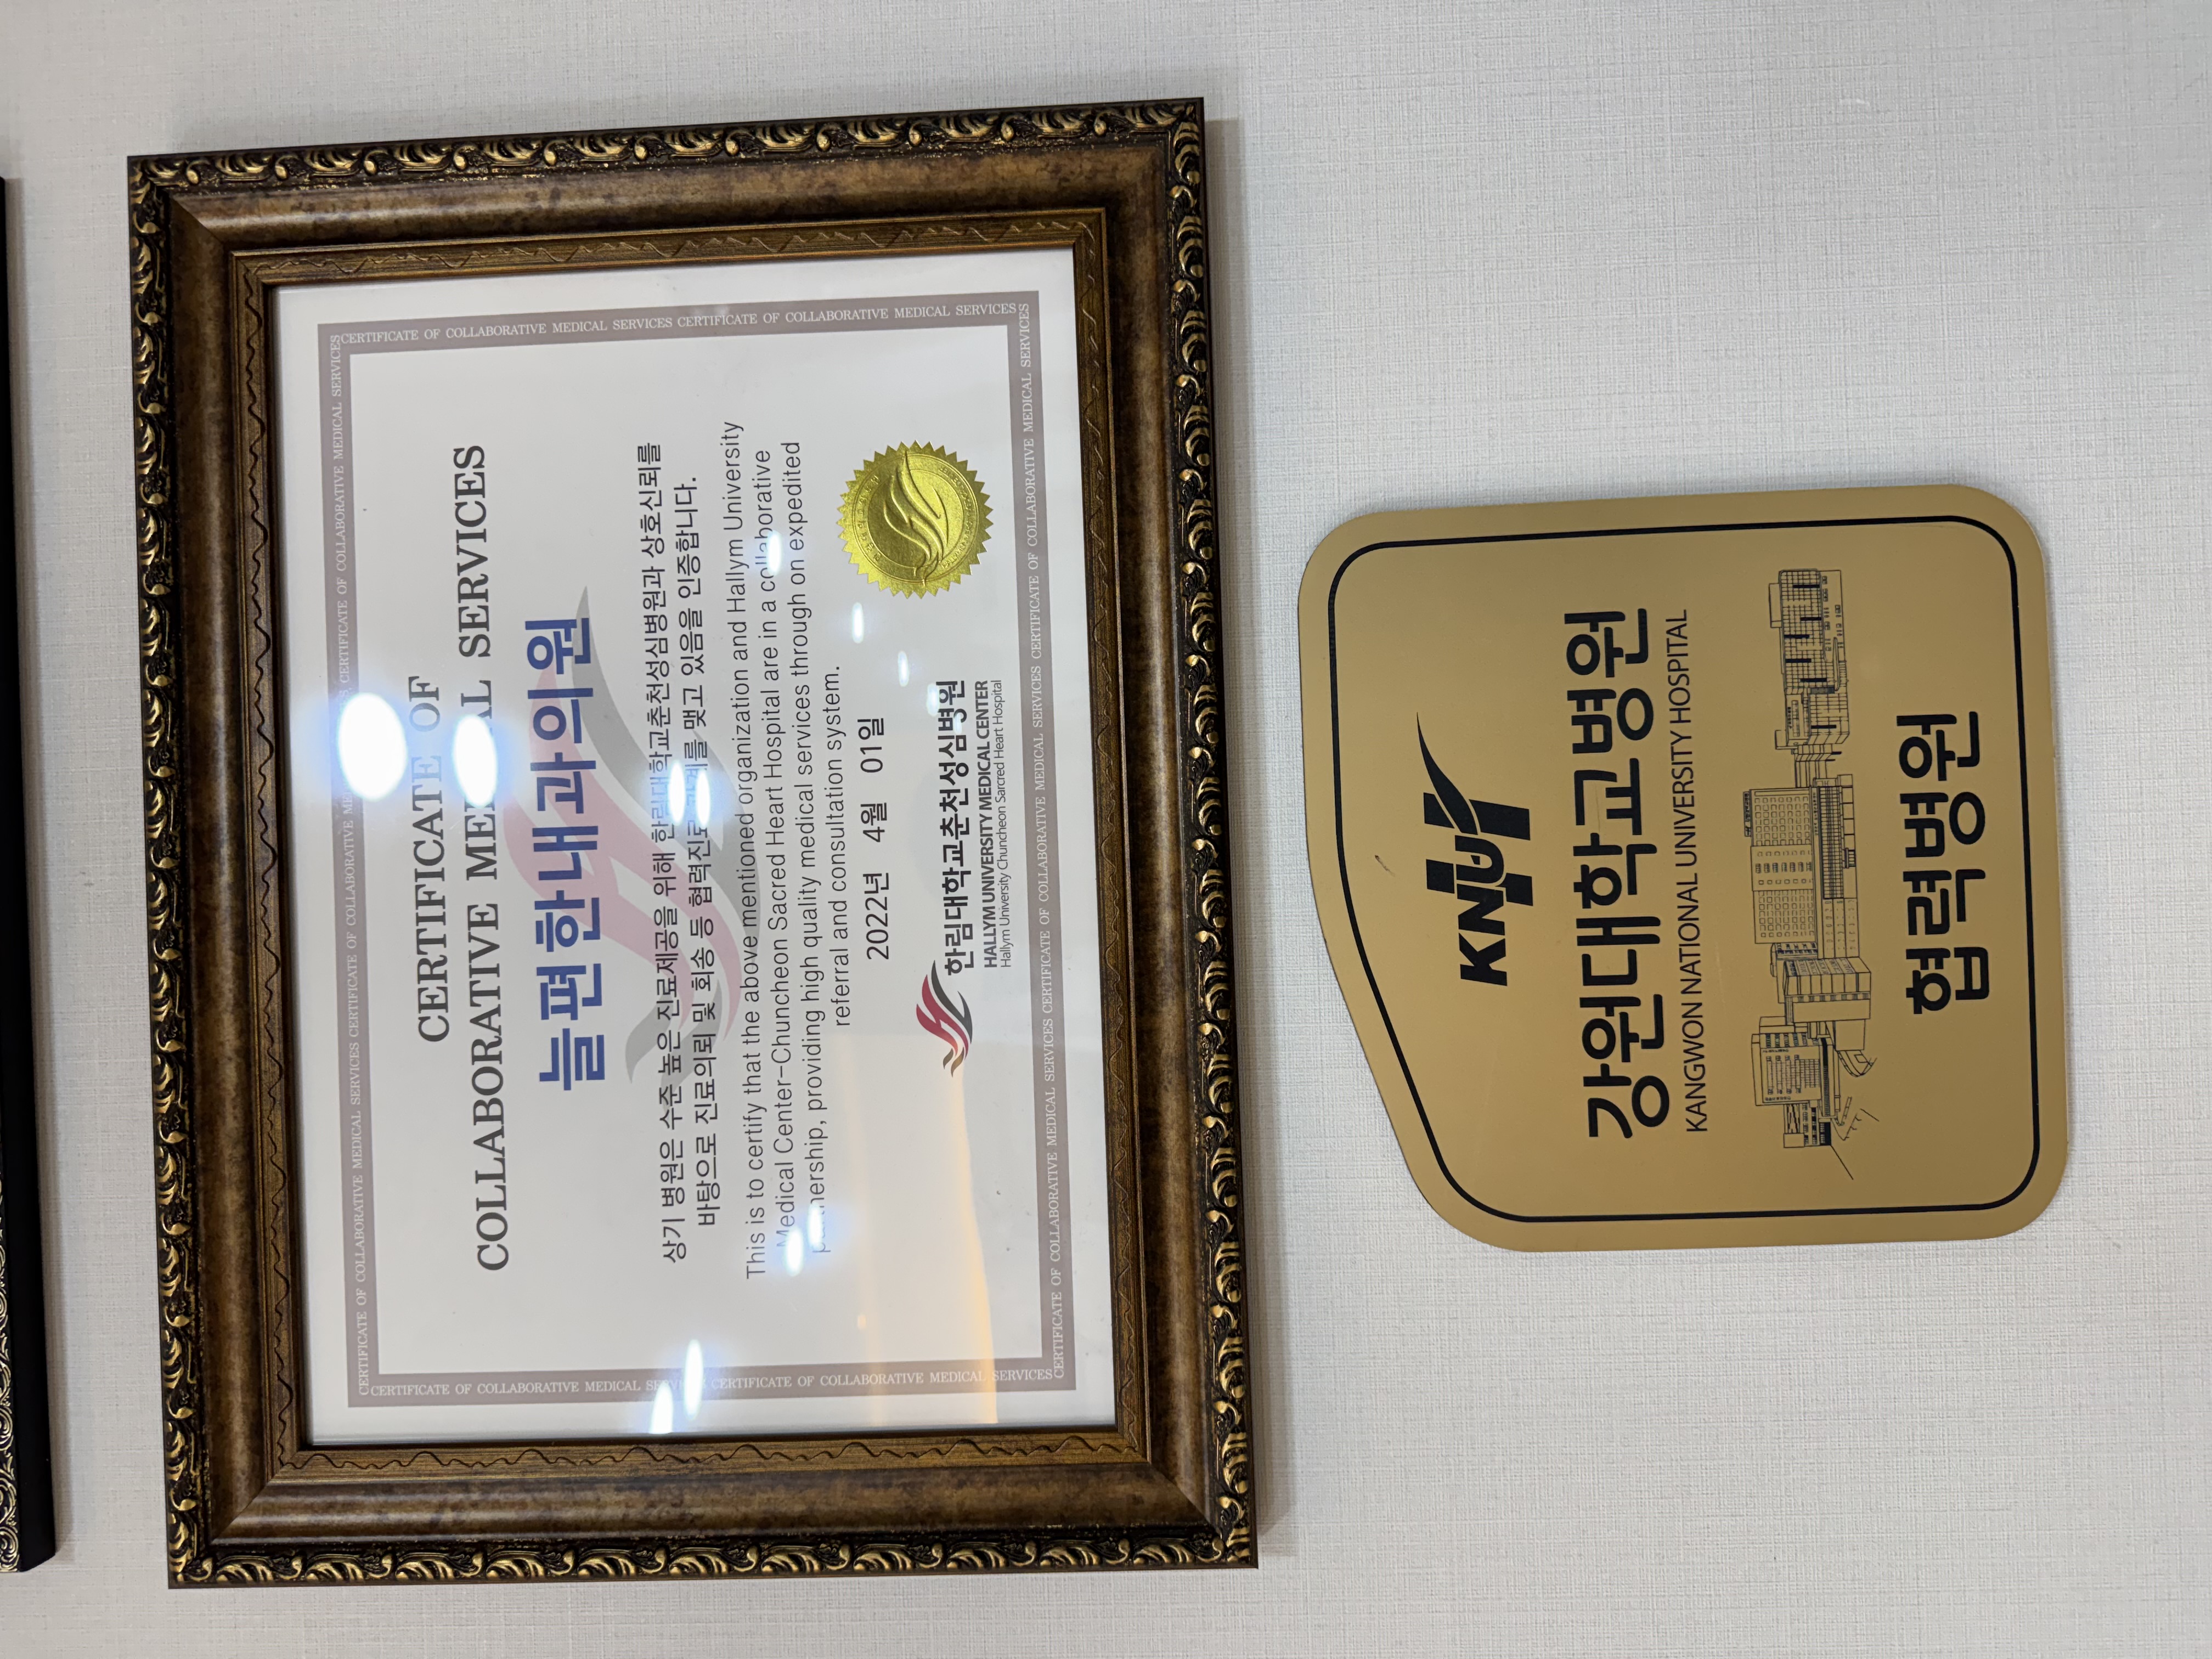 CERTIFICATE OF COLLABORATIVE MEDICAL SERVICES CERTIFICATE OF COLLABORATIVE MEDICAL SERVICES
CERTIFICATE OF
COLLABORATIVE MEDICAL SERVICES
늘편한내과의원
상기 병원은 수준 높은 진료제공을 위해 한림대학교춘천성심병원과 상호신뢰를
바탕으로 진료의뢰 및 회송 등 협력진료관계를 맺고 있음을 인증합니다.
This is to certify that the above mentioned organization and Hallym University
Medical Center-Chuncheon Sacred Heart Hospital are in a collaborative
partnership, providing high quality medical services through on expedited
referral and consultation system.
2022년 4월 01일
한림대학교춘천성심병원
HALLYM UNIVERSITY MEDICAL CENTER
Hallym University Chuncheon Sacred Heart Hospital
KNUH
강원대학교병원
KANGWON NATIONAL UNIVERSITY HOSPITAL
협력병원